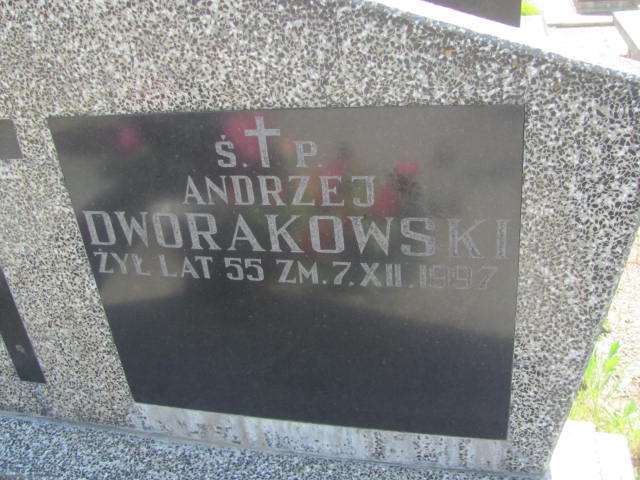 Ś. P.
ANDRZEJ
DWORAKOWSKI
ŻYŁ LAT 55 ZM. 7. XII. 1997